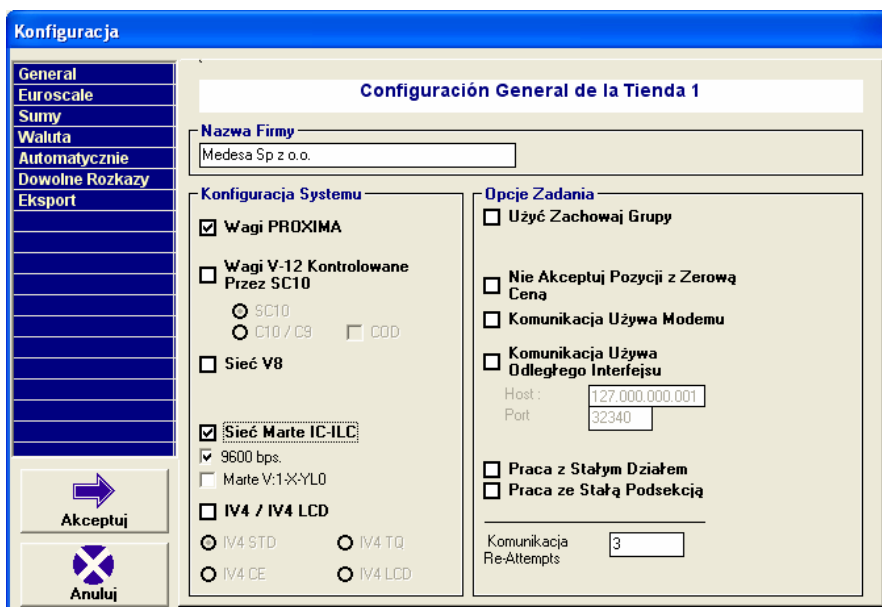 Konfiguracja
General
Euroscale
Sumy
Waluta
Automatycznie
Dowolne Rozkazy
Eksport
Configuración General de la Tienda 1
Nazwa Firmy
Medesa Sp z o.o.
Konfiguracja Systemu
Wagi PROXIMA
Wagi V-12 Kontrolowane
Przez SC10
SC10
C10 / C9
COD
Sieć V8
Sieć Marte IC-ILC
9600 bps.
Marte V:1-X-YL0
IV4 / IV4 LCD
IV4 STD
IV4 TQ
IV4 CE
IV4 LCD
Opcje Zadania
Użyć Zachowaj Grupy
Nie Akceptuj Pozycji z Zerową
Ceną
Komunikacja Używa Modemu
Komunikacja Używa
Odległego Interfejsu
Host :
127.000.000.001
Port
32340
Praca z Stałym Działem
Praca ze Stałą Podsekcją
Komunikacja
Re-Attempts
3
Akceptuj
Anuluj